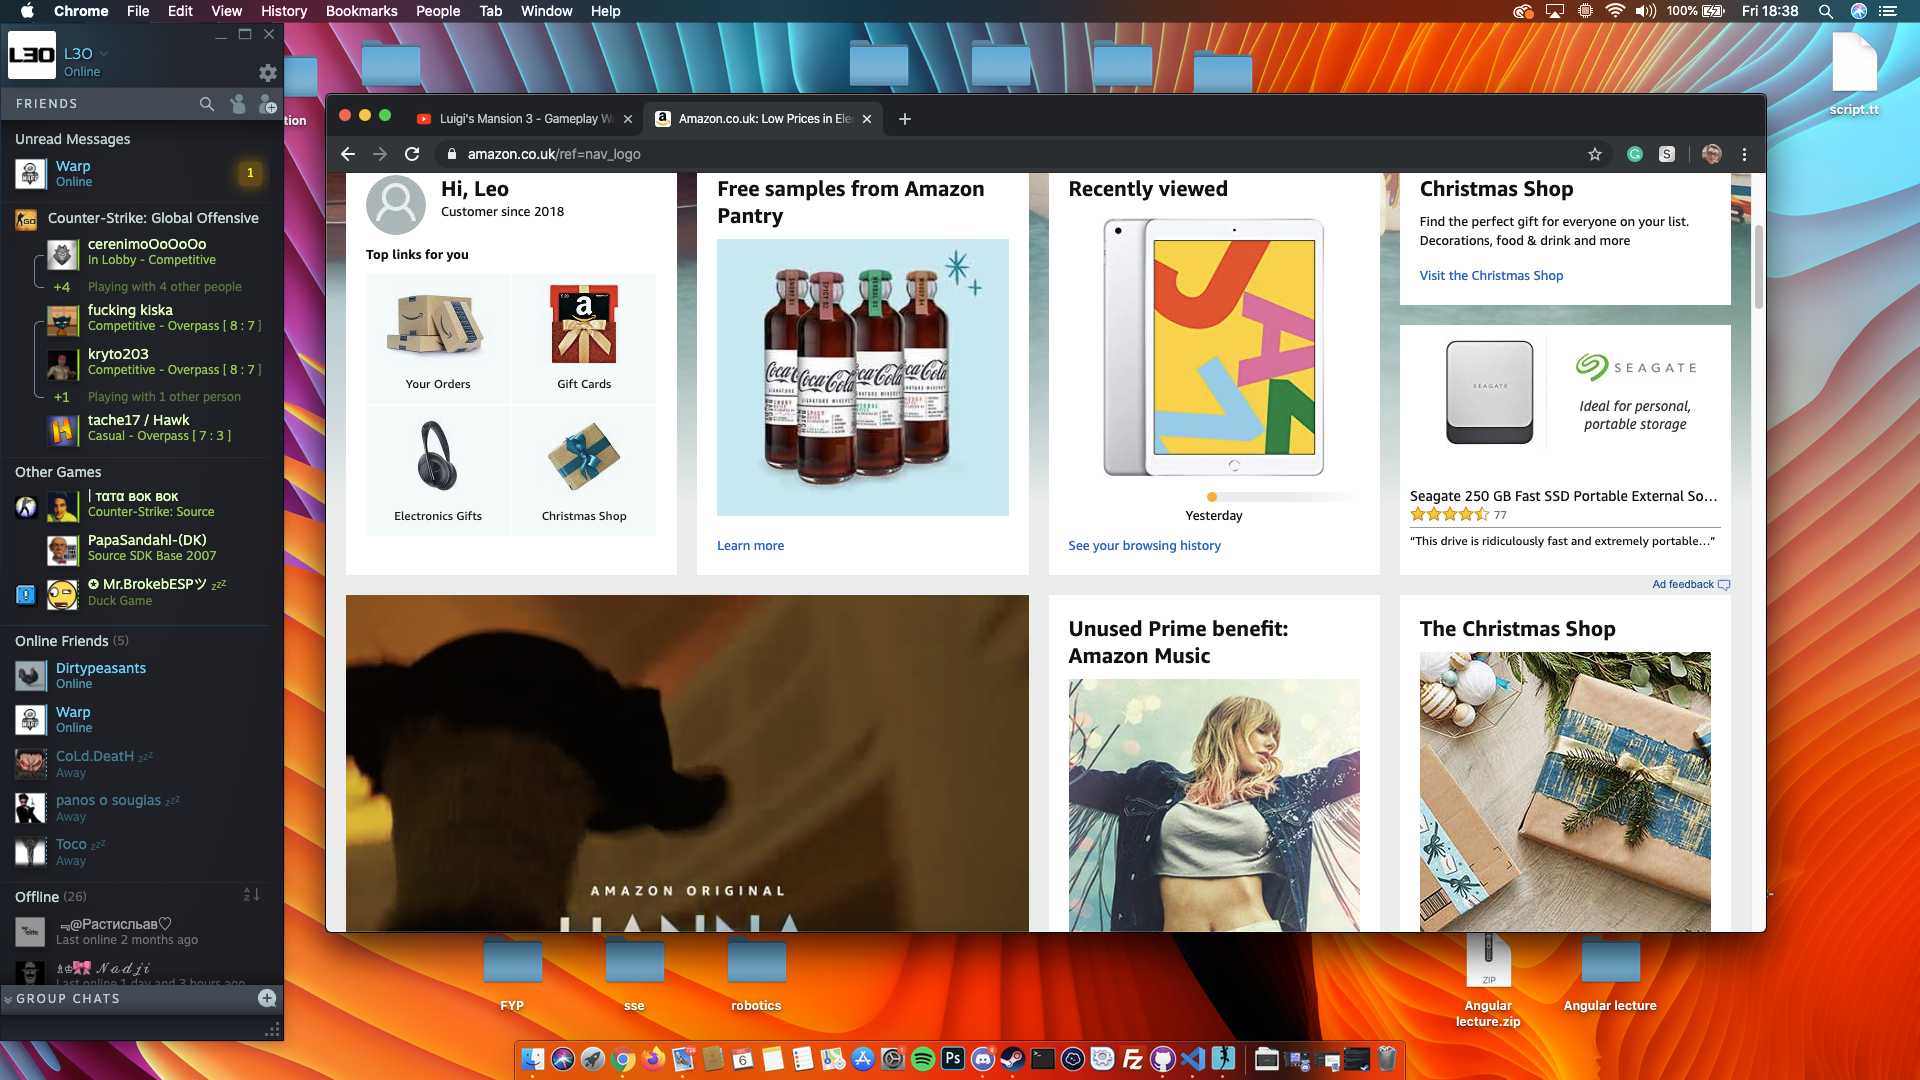 Chrome File Edit View History Bookmarks People Tab Window Help
100% Fri 18:38
L3O
L3O
Online
FRIENDS
Unread Messages
Warp
Online
1
Counter-Strike: Global Offensive
cerenimoOoOoOo
In Lobby - Competitive
+4 Playing with 4 other people
fucking kiska
Competitive - Overpass [ 8 : 7 ]
kryto203
Competitive - Overpass [ 8 : 7 ]
+1 Playing with 1 other person
tache17 / Hawk
Casual - Overpass [ 7 : 3 ]
Other Games
| тата вок вок
Counter-Strike: Source
PapaSandahl-(DK)
Source SDK Base 2007
✪ Mr.BrokebESPツ zzz
Duck Game
Online Friends (5)
Dirtypeasants
Online
Warp
Online
CoLd.DeatH zzz
Away
panos o sougias zzz
Away
Toco zzz
Away
Offline (26)
¬@Растисльав♡
Last online 2 months ago
𝒩𝒶𝒹𝒿𝒾
Last online 1 day and 3 hours ago
GROUP CHATS
tion
script.tt
Luigi's Mansion 3 - Gameplay Wa
Amazon.co.uk: Low Prices in Ele
amazon.co.uk/ref=nav_logo
Hi, Leo
Customer since 2018
Top links for you
Your Orders
Gift Cards
Electronics Gifts
Christmas Shop
Free samples from Amazon
Pantry
Coca-Cola Coca-Cola Coca-Cola Coca-Cola
Learn more
Recently viewed
Yesterday
See your browsing history
Christmas Shop
Find the perfect gift for everyone on your list.
Decorations, food & drink and more
Visit the Christmas Shop
SEAGATE
SEAGATE
Ideal for personal,
portable storage
Seagate 250 GB Fast SSD Portable External So…
77
“This drive is ridiculously fast and extremely portable…”
Ad feedback
AMAZON ORIGINAL
HANNA
Unused Prime benefit:
Amazon Music
The Christmas Shop
FYP
sse
robotics
ZIP
Angular
lecture.zip
Angular lecture